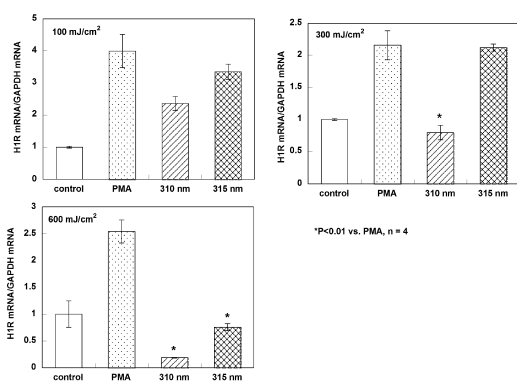 100 mJ/cm²
H1R mRNA/GAPDH mRNA
5
4
3
2
1
0
control PMA 310 nm 315 nm
300 mJ/cm²
H1R mRNA/GAPDH mRNA
2.5
2
1.5
1
.5
0
*
control PMA 310 nm 315 nm
600 mJ/cm²
H1R mRNA/GAPDH mRNA
3
2.5
2
1.5
1
0.5
0
* *
control PMA 310 nm 315 nm
*P<0.01 vs. PMA, n = 4